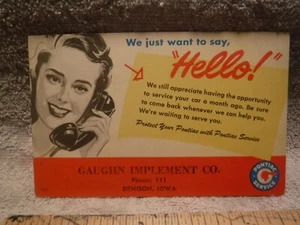 We just want to say,
"Hello!"
We still appreciate having the opportunity
to service your car a month ago. Be sure
to come back whenever we can help you.
We're waiting to serve you.
Protect Your Pontiac with Pontiac Service
GAUGHN IMPLEMENT CO.
DENISON, IOWA
PONTIAC
SERVICE